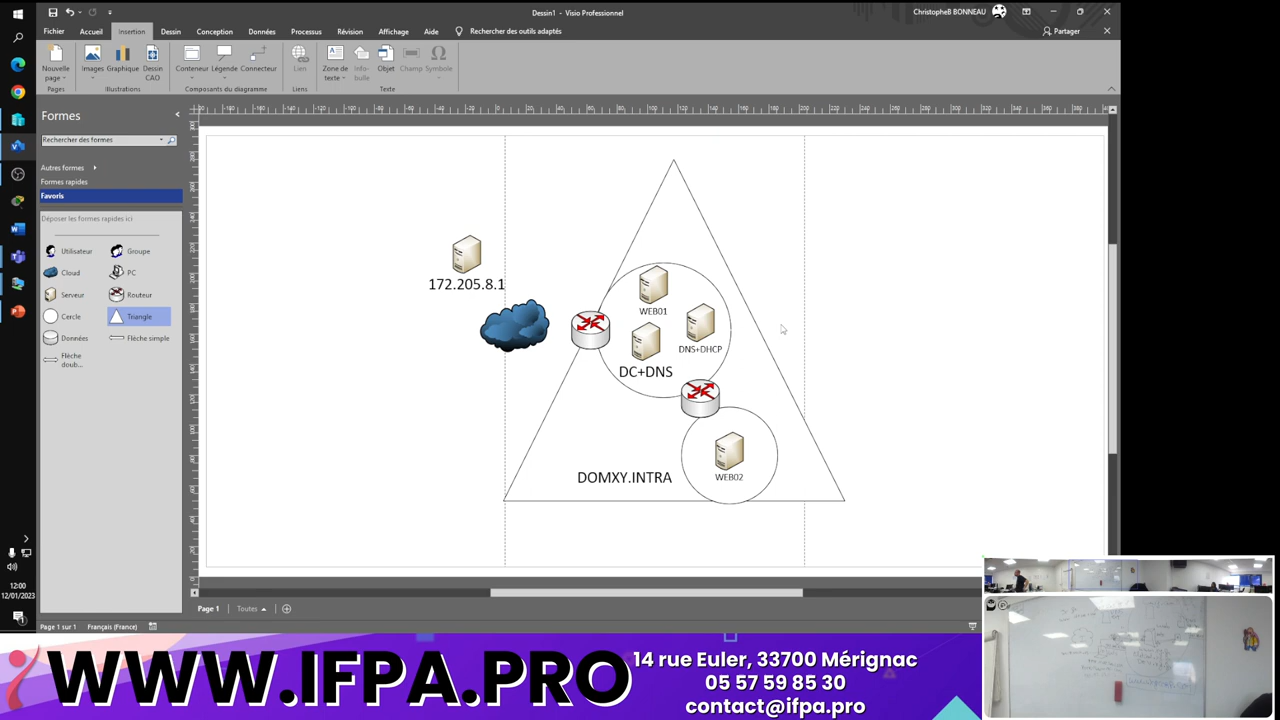 Dessin1 - Visio Professionnel
ChristopheB BONNEAU
Fichier Accueil Insertion Dessin Conception Données Processus Révision Affichage Aide Rechercher des outils adaptés
Partager
Nouvelle page
Images Graphique Dessin CAO
Conteneur Légende Connecteur
Lien
Zone de texte Info-bulle Objet Champ Symbole
Pages Illustrations Composants du diagramme Liens Texte
Formes
Rechercher des formes
Autres formes
Formes rapides
Favoris
Déposer les formes rapides ici
Utilisateur Groupe
Cloud PC
Serveur Routeur
Cercle Triangle
Données Flèche simple
Flèche doub...
172.205.8.1
WEB01
DNS+DHCP
DC+DNS
DOMXY.INTRA
WEB02
Page 1 Toutes
Page 1 sur 1 Français (France)
12:00
12/01/2023
WWW.IFPA.PRO
14 rue Euler, 33700 Mérignac
05 57 59 85 30
contact@ifpa.pro